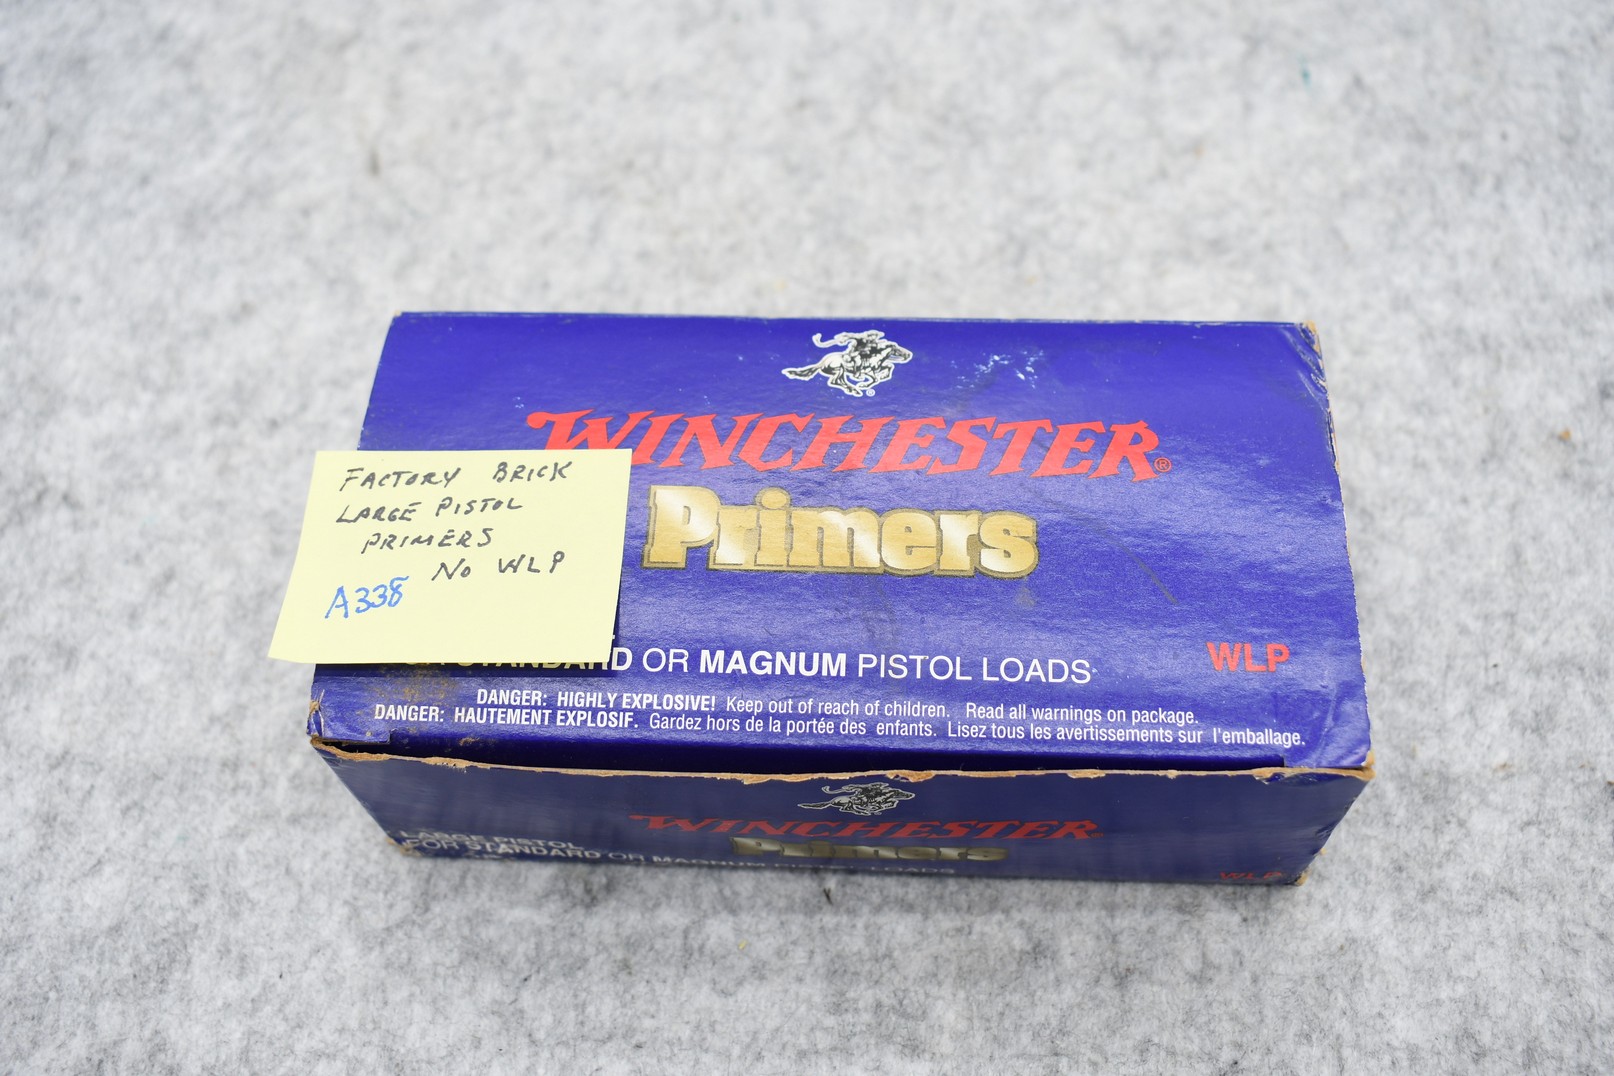 WINCHESTER®
Primers
FACTORY BRICK
LARGE PISTOL
PRIMERS
No WLP
A338
STANDARD OR MAGNUM PISTOL LOADS
WLP
DANGER: HIGHLY EXPLOSIVE! Keep out of reach of children. Read all warnings on package.
DANGER: HAUTEMENT EXPLOSIF. Gardez hors de la portée des enfants. Lisez tous les avertissements sur l'emballage.
WINCHESTER
Primers
LARGE PISTOL
FOR STANDARD OR MAGNUM LOADS
WLP